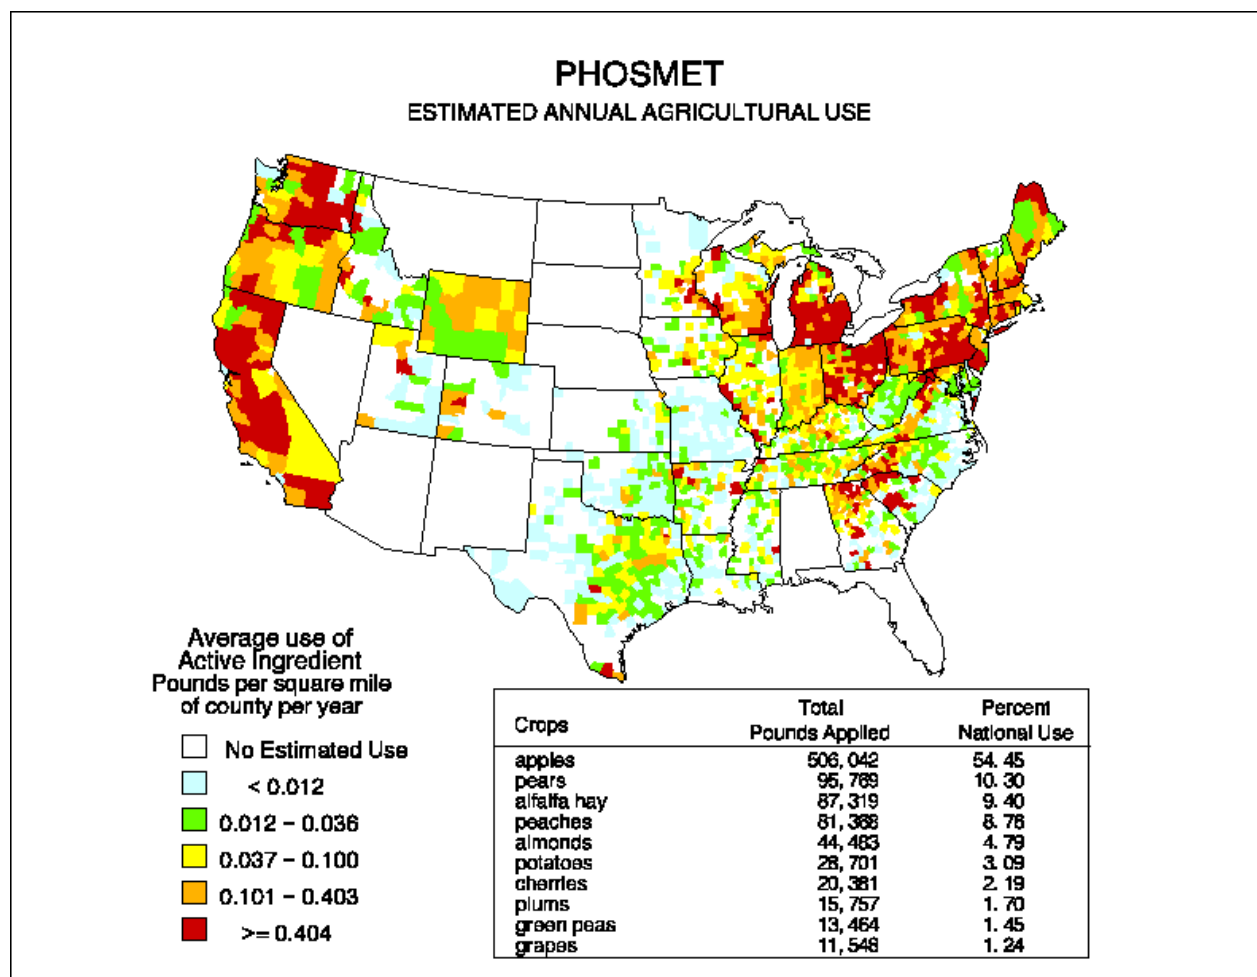 PHOSMET
ESTIMATED ANNUAL AGRICULTURAL USE
Average use of
Active Ingredient
Pounds per square mile
of county per year
No Estimated Use
< 0.012
0.012 - 0.036
0.037 - 0.100
0.101 - 0.403
>= 0.404
Total Percent
Crops Pounds Applied National Use
apples 506,042 54.45
pears 95,769 10.30
alfalfa hay 87,319 9.40
peaches 81,368 8.76
almonds 44,483 4.79
potatoes 28,701 3.09
cherries 20,381 2.19
plums 15,757 1.70
green peas 13,464 1.45
grapes 11,548 1.24